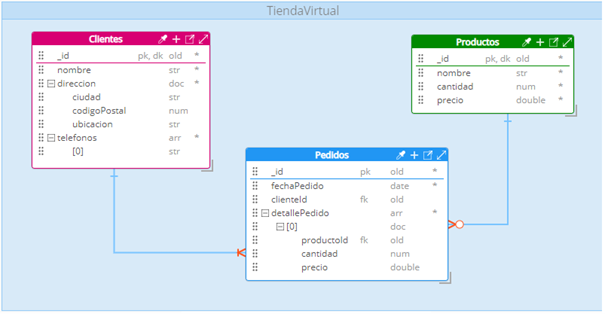 TiendaVirtual
Clientes
_id pk, dk old *
nombre str *
direccion doc *
ciudad str
codigoPostal num
ubicacion str
telefonos arr *
[0] str
Productos
_id pk, dk old *
nombre str *
cantidad num *
precio double *
Pedidos
_id pk old *
fechaPedido date *
clienteId fk old
detallePedido arr *
[0] doc
productoId fk old
cantidad num
precio double